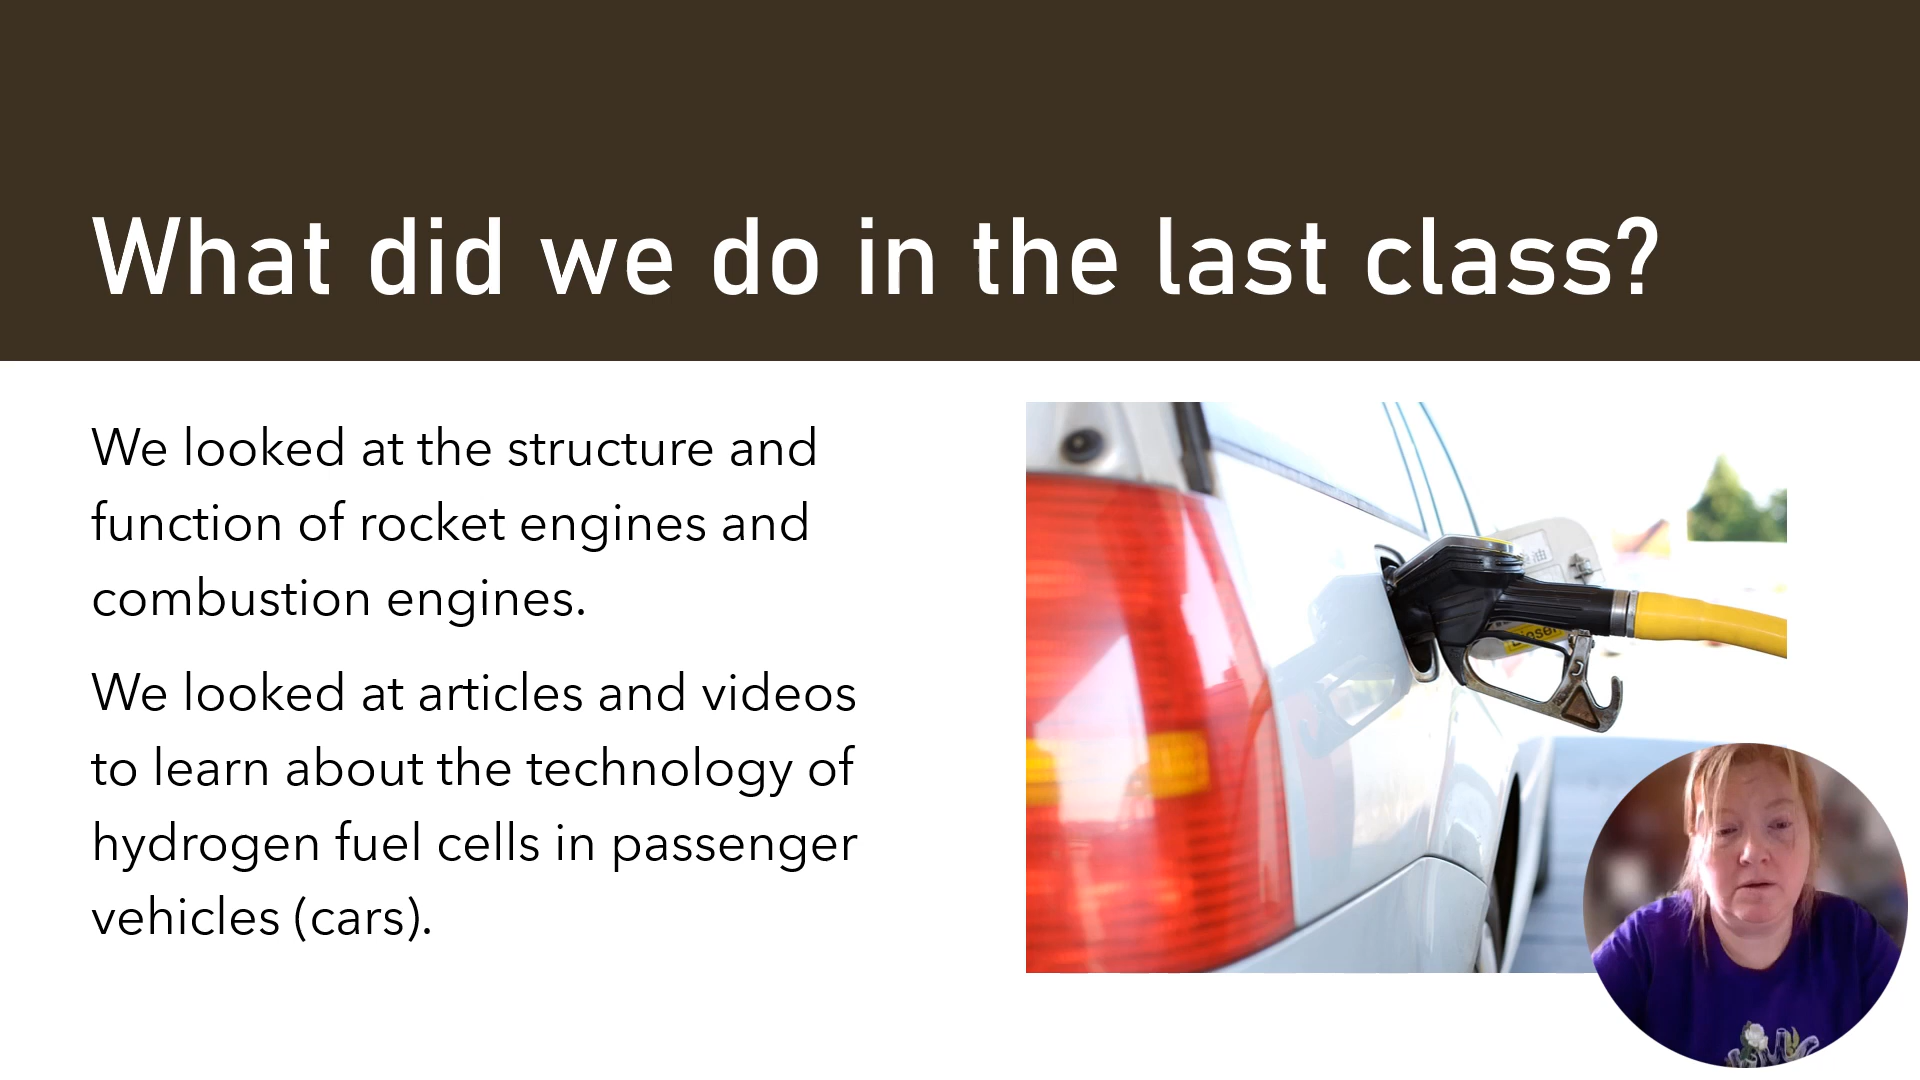 What did we do in the last class?
We looked at the structure and
function of rocket engines and
combustion engines.
We looked at articles and videos
to learn about the technology of
hydrogen fuel cells in passenger
vehicles (cars).
油
Diesel